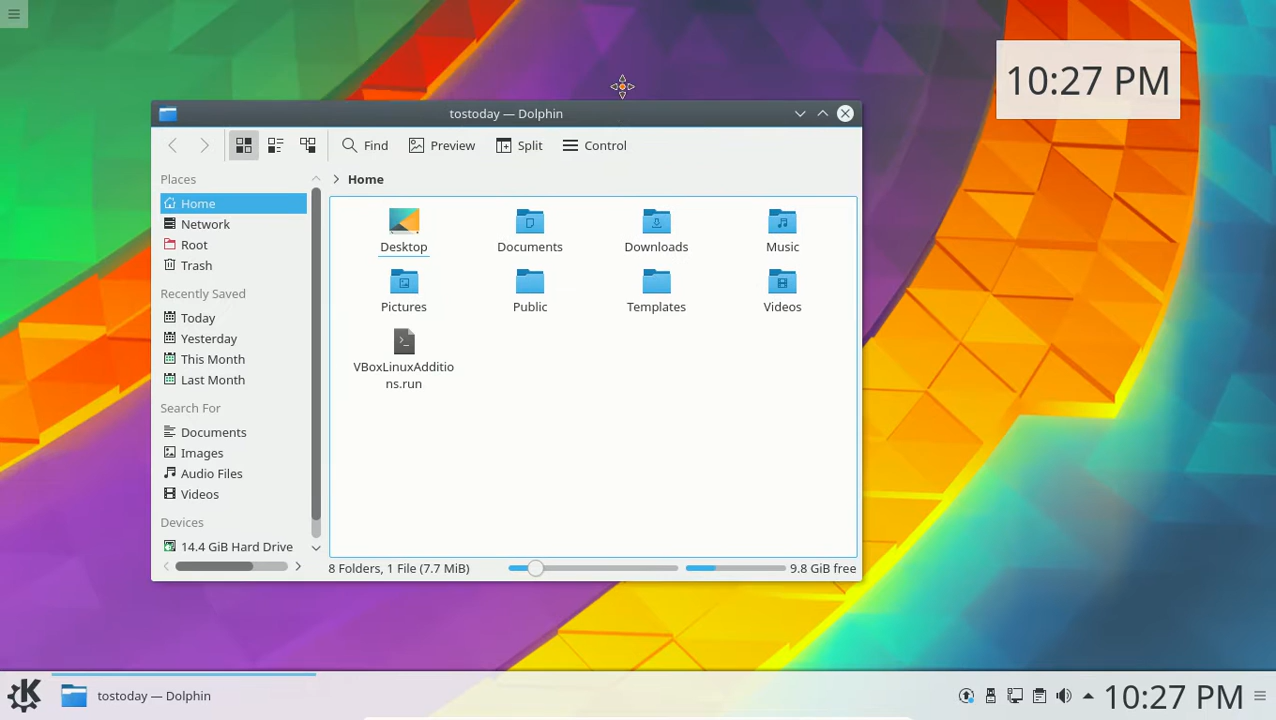 10:27 PM
tostoday — Dolphin
Find Preview Split Control
Places
Home
Network
Root
Trash
Recently Saved
Today
Yesterday
This Month
Last Month
Search For
Documents
Images
Audio Files
Videos
Devices
14.4 GiB Hard Drive
Home
Desktop Documents Downloads Music
Pictures Public Templates Videos
VBoxLinuxAdditio
ns.run
8 Folders, 1 File (7.7 MiB) 9.8 GiB free
tostoday — Dolphin
10:27 PM